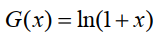 G(x) = ln(1 + x)